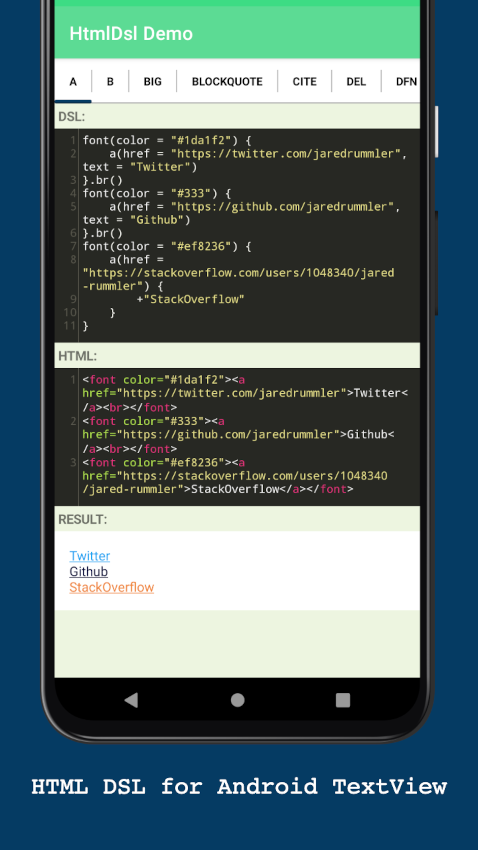 HtmlDsl Demo
A B BIG BLOCKQUOTE CITE DEL DFN
DSL:
1 font(color = "#1da1f2") {
2 a(href = "https://twitter.com/jaredrummler",
text = "Twitter")
3 }.br()
4 font(color = "#333") {
5 a(href = "https://github.com/jaredrummler",
text = "Github")
6 }.br()
7 font(color = "#ef8236") {
8 a(href =
"https://stackoverflow.com/users/1048340/jared
-rummler") {
9 +"StackOverflow"
10 }
11 }
HTML:
1 <font color="#1da1f2"><a
href="https://twitter.com/jaredrummler">Twitter<
/a><br></font>
2 <font color="#333"><a
href="https://github.com/jaredrummler">Github<
/a><br></font>
3 <font color="#ef8236"><a
href="https://stackoverflow.com/users/1048340
/jared-rummler">StackOverflow</a></font>
RESULT:
Twitter
Github
StackOverflow
HTML DSL for Android TextView